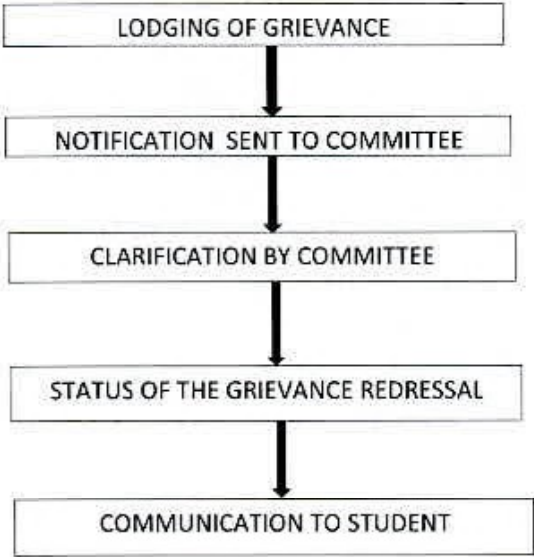 LODGING OF GRIEVANCE
NOTIFICATION SENT TO COMMITTEE
CLARIFICATION BY COMMITTEE
STATUS OF THE GRIEVANCE REDRESSAL
COMMUNICATION TO STUDENT